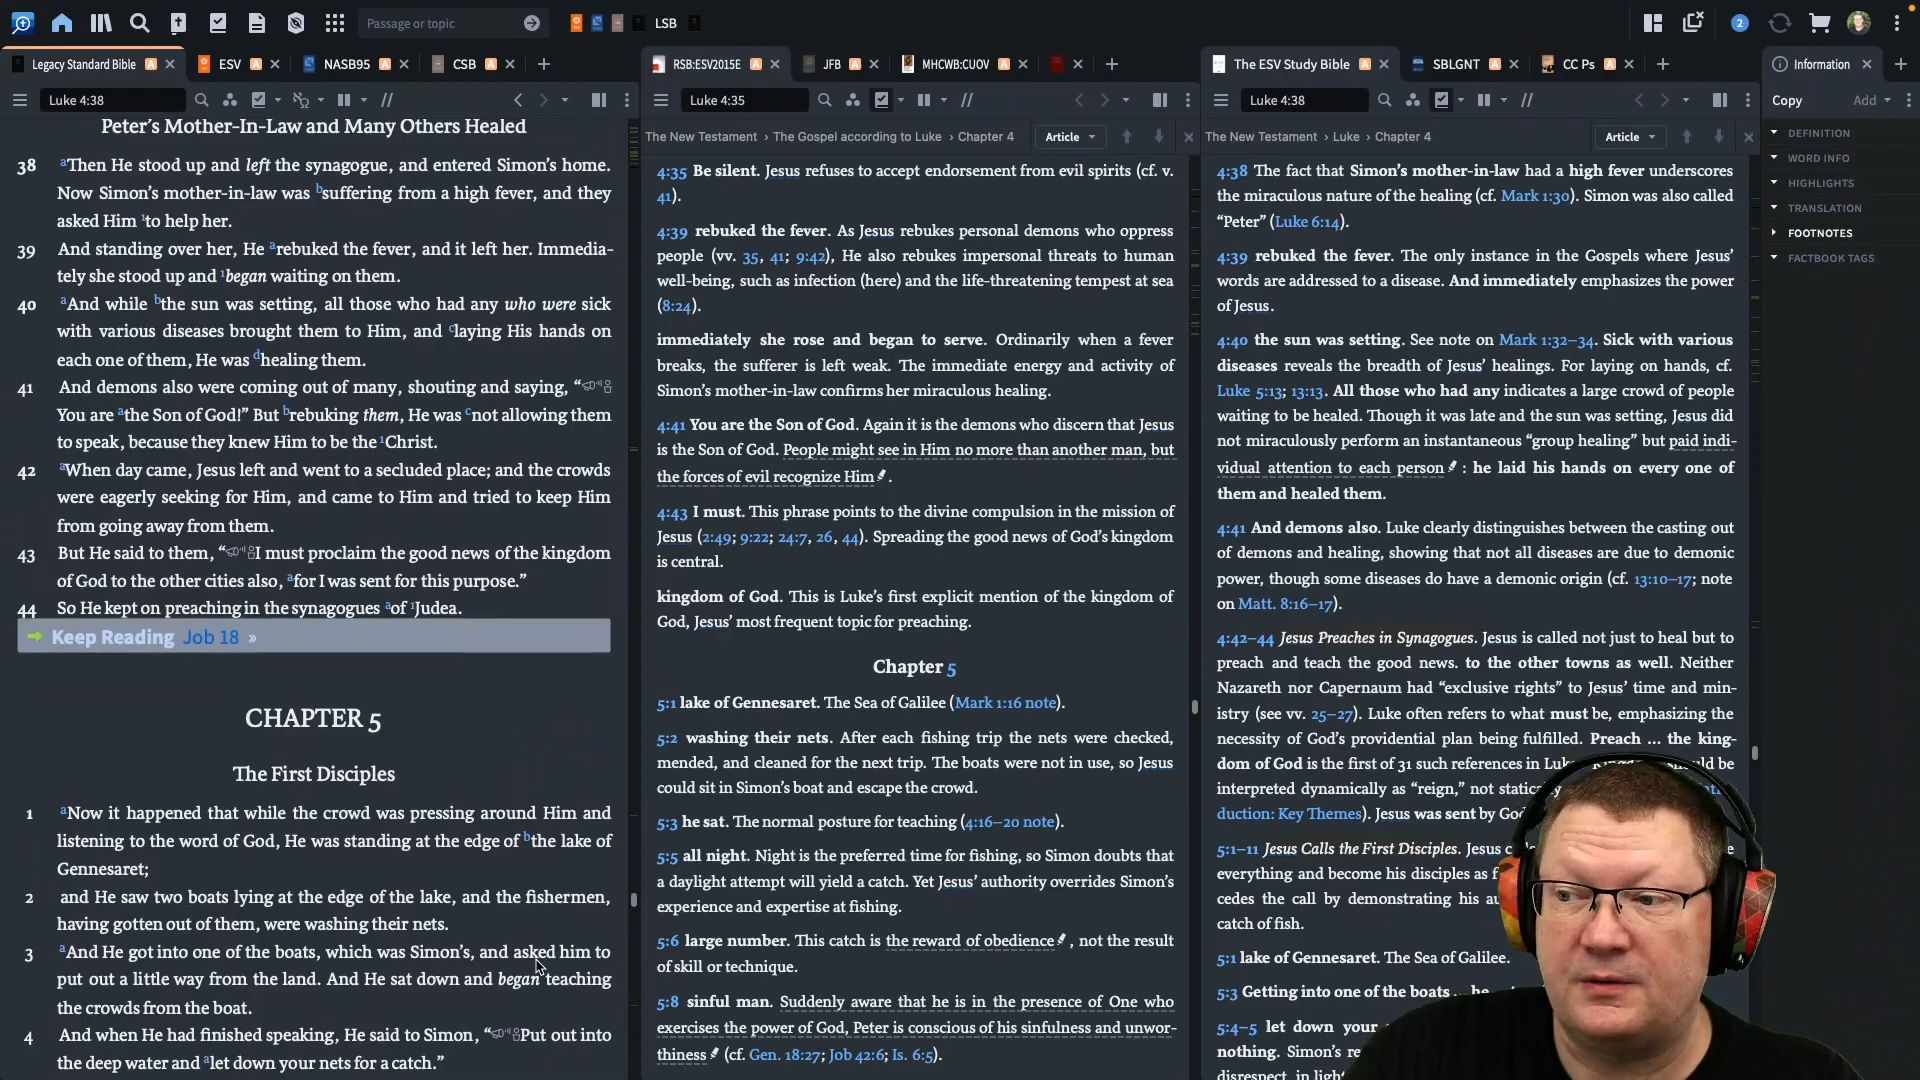 Passage or topic
LSB
2
Legacy Standard Bible A
ESV A
NASB95 A
CSB A
RSB:ESV2015E A
JFB A
MHCWB:CUOV A
A
The ESV Study Bible A
SBLGNT A
CC Ps A
Information
Luke 4:38
Luke 4:35
Luke 4:38
Copy
Add
The New Testament › The Gospel according to Luke › Chapter 4
Article
The New Testament › Luke › Chapter 4
Article
DEFINITION
WORD INFO
HIGHLIGHTS
TRANSLATION
FOOTNOTES
FACTBOOK TAGS
Peter’s Mother-In-Law and Many Others Healed
38 aThen He stood up and left the synagogue, and entered Simon’s home.
Now Simon’s mother-in-law was bsuffering from a high fever, and they
asked Him 1to help her.
39 And standing over her, He arebuked the fever, and it left her. Immedia-
tely she stood up and 1began waiting on them.
40 aAnd while bthe sun was setting, all those who had any who were sick
with various diseases brought them to Him, and claying His hands on
each one of them, He was dhealing them.
41 And demons also were coming out of many, shouting and saying, “
You are athe Son of God!” But brebuking them, He was cnot allowing them
to speak, because they knew Him to be the 1Christ.
42 aWhen day came, Jesus left and went to a secluded place; and the crowds
were eagerly seeking for Him, and came to Him and tried to keep Him
from going away from them.
43 But He said to them, “I must proclaim the good news of the kingdom
of God to the other cities also, afor I was sent for this purpose.”
44 So He kept on preaching in the synagogues aof 1Judea.
Keep Reading Job 18 »
CHAPTER 5
The First Disciples
1 aNow it happened that while the crowd was pressing around Him and
listening to the word of God, He was standing at the edge of bthe lake of
Gennesaret;
2 and He saw two boats lying at the edge of the lake, and the fishermen,
having gotten out of them, were washing their nets.
3 aAnd He got into one of the boats, which was Simon’s, and asked him to
put out a little way from the land. And He sat down and began teaching
the crowds from the boat.
4 And when He had finished speaking, He said to Simon, “Put out into
the deep water and alet down your nets for a catch.”
4:35 Be silent. Jesus refuses to accept endorsement from evil spirits (cf. v.
41).
4:39 rebuked the fever. As Jesus rebukes personal demons who oppress
people (vv. 35, 41; 9:42), He also rebukes impersonal threats to human
well-being, such as infection (here) and the life-threatening tempest at sea
(8:24).
immediately she rose and began to serve. Ordinarily when a fever
breaks, the sufferer is left weak. The immediate energy and activity of
Simon’s mother-in-law confirms her miraculous healing.
4:41 You are the Son of God. Again it is the demons who discern that Jesus
is the Son of God. People might see in Him no more than another man, but
the forces of evil recognize Him.
4:43 I must. This phrase points to the divine compulsion in the mission of
Jesus (2:49; 9:22; 24:7, 26, 44). Spreading the good news of God’s kingdom
is central.
kingdom of God. This is Luke’s first explicit mention of the kingdom of
God, Jesus’ most frequent topic for preaching.
Chapter 5
5:1 lake of Gennesaret. The Sea of Galilee (Mark 1:16 note).
5:2 washing their nets. After each fishing trip the nets were checked,
mended, and cleaned for the next trip. The boats were not in use, so Jesus
could sit in Simon’s boat and escape the crowd.
5:3 he sat. The normal posture for teaching (4:16–20 note).
5:5 all night. Night is the preferred time for fishing, so Simon doubts that
a daylight attempt will yield a catch. Yet Jesus’ authority overrides Simon’s
experience and expertise at fishing.
5:6 large number. This catch is the reward of obedience, not the result
of skill or technique.
5:8 sinful man. Suddenly aware that he is in the presence of One who
exercises the power of God, Peter is conscious of his sinfulness and unwor-
thiness (cf. Gen. 18:27; Job 42:6; Is. 6:5).
4:38 The fact that Simon’s mother-in-law had a high fever underscores
the miraculous nature of the healing (cf. Mark 1:30). Simon was also called
“Peter” (Luke 6:14).
4:39 rebuked the fever. The only instance in the Gospels where Jesus’
words are addressed to a disease. And immediately emphasizes the power
of Jesus.
4:40 the sun was setting. See note on Mark 1:32–34. Sick with various
diseases reveals the breadth of Jesus’ healings. For laying on hands, cf.
Luke 5:13; 13:13. All those who had any indicates a large crowd of people
waiting to be healed. Though it was late and the sun was setting, Jesus did
not miraculously perform an instantaneous “group healing” but paid indi-
vidual attention to each person: he laid his hands on every one of
them and healed them.
4:41 And demons also. Luke clearly distinguishes between the casting out
of demons and healing, showing that not all diseases are due to demonic
power, though some diseases do have a demonic origin (cf. 13:10–17; note
on Matt. 8:16–17).
4:42–44 Jesus Preaches in Synagogues. Jesus is called not just to heal but to
preach and teach the good news. to the other towns as well. Neither
Nazareth nor Capernaum had “exclusive rights” to Jesus’ time and min-
istry (see vv. 25–27). Luke often refers to what must be, emphasizing the
necessity of God’s providential plan being fulfilled. Preach … the king-
dom of God is the first of 31 such references in Luke. be
interpreted dynamically as “reign,” not
duction: Key Themes). Jesus was sent by God
5:1–11 Jesus Calls the First Disciples. Jesus
everything and become his disciples as
cedes the call by demonstrating his
catch of fish.
5:1 lake of Gennesaret. The Sea of Galilee.
5:3 Getting into one of the boats
5:4–5 let down your
nothing. Simon’s
disrespect, in